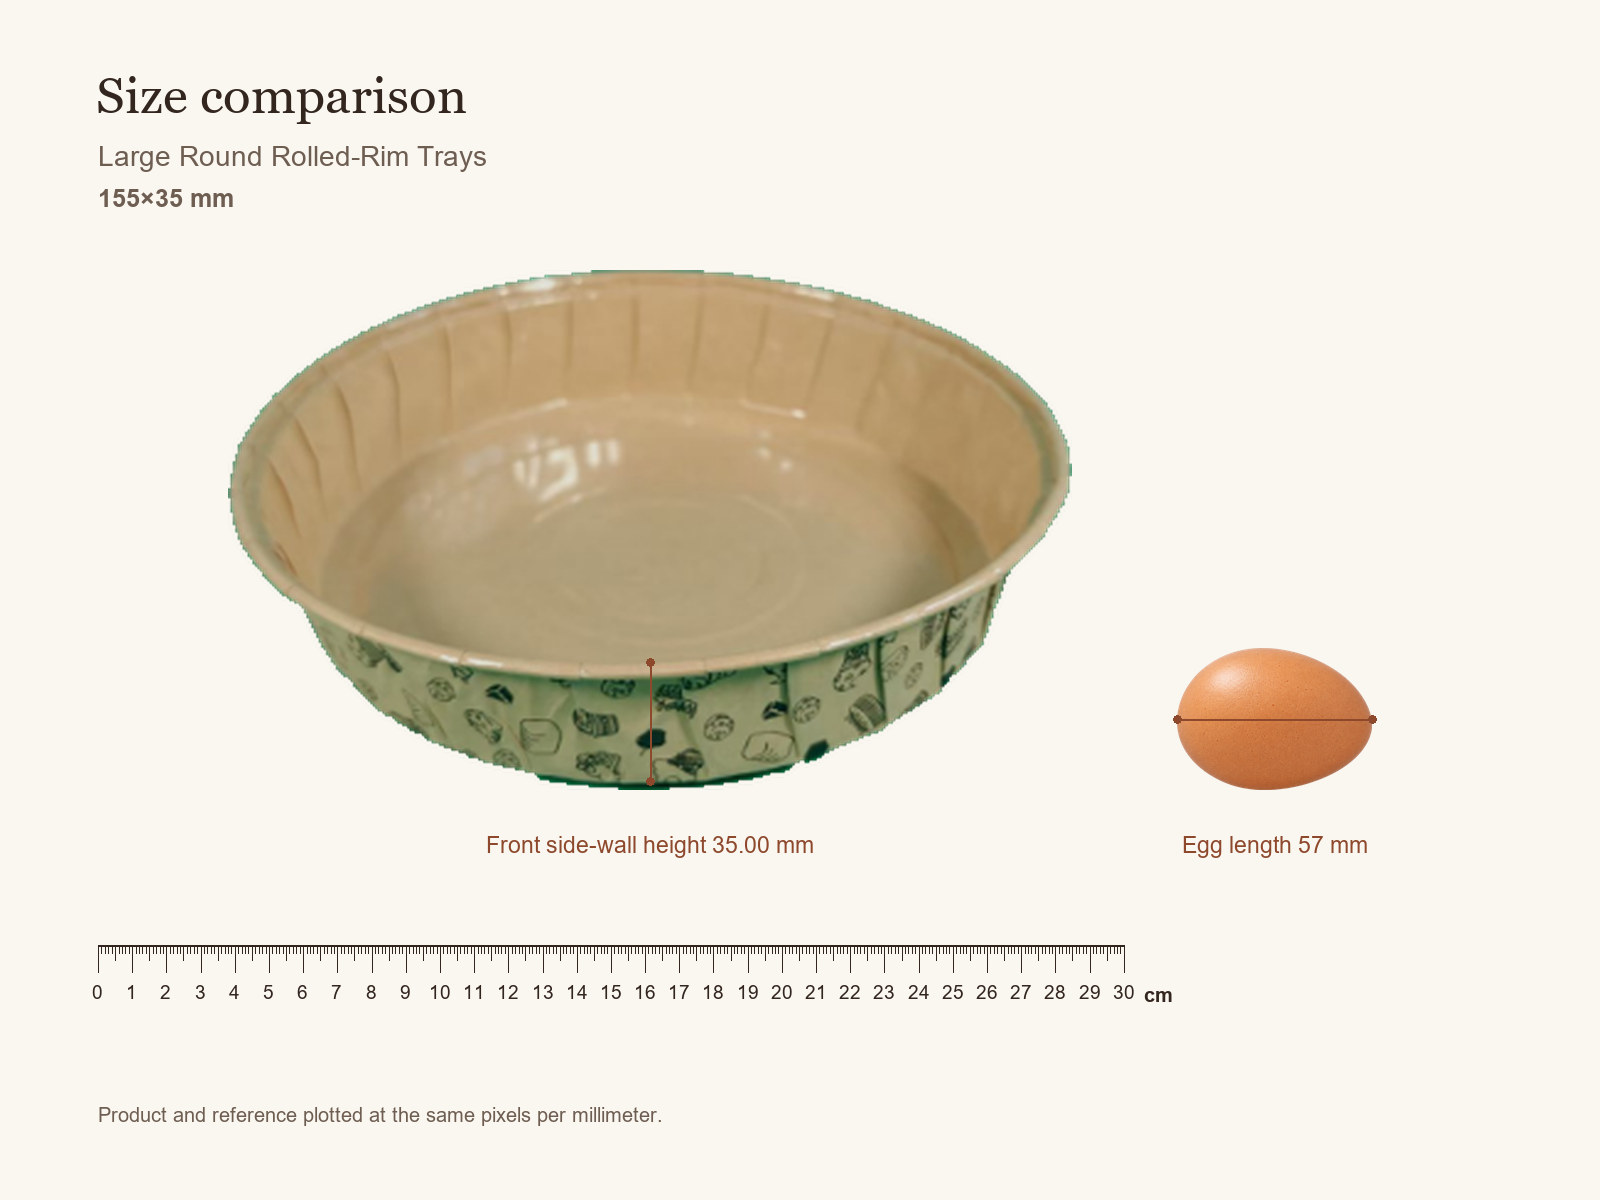 Size comparison
Large Round Rolled-Rim Trays
155×35 mm
Front side-wall height 35.00 mm
Egg length 57 mm
0 1 2 3 4 5 6 7 8 9 10 11 12 13 14 15 16 17 18 19 20 21 22 23 24 25 26 27 28 29 30 cm
Product and reference plotted at the same pixels per millimeter.